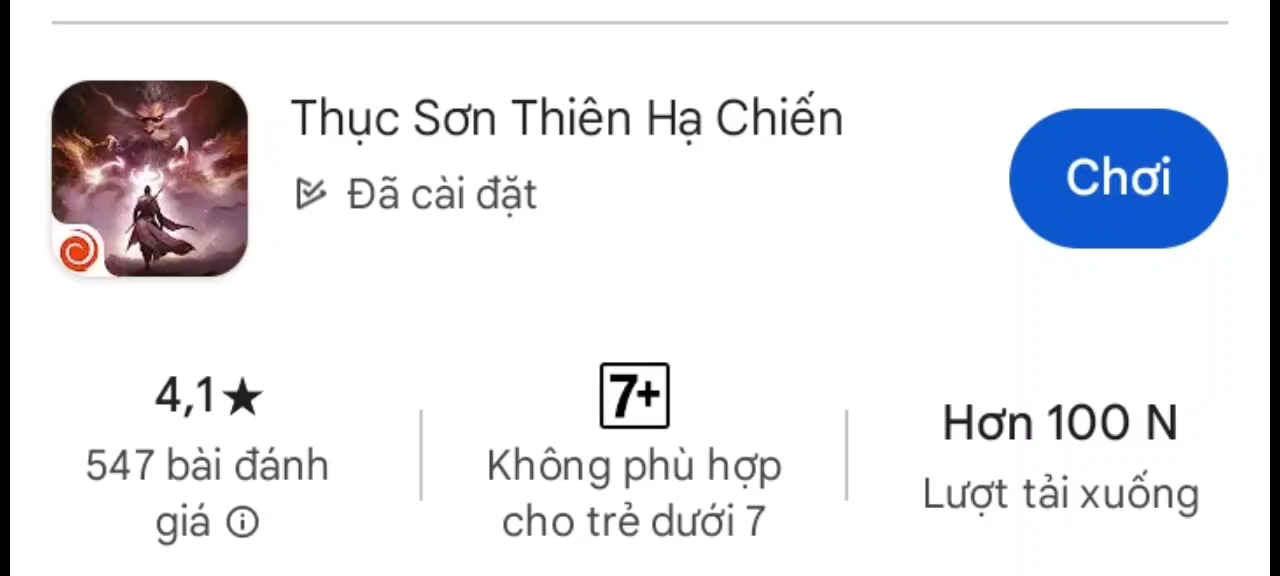 Thục Sơn Thiên Hạ Chiến
Đã cài đặt
Chơi
4,1★
547 bài đánh
giá
7+
Không phù hợp
cho trẻ dưới 7
Hơn 100 N
Lượt tải xuống